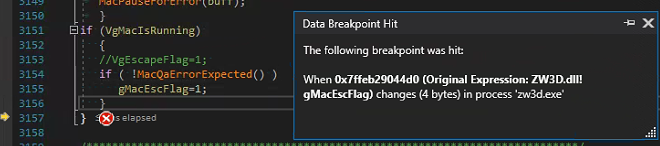 3149 MacPauseForError(buff);
3150 }
3151 if (VgMacIsRunning)
3152 {
3153 //VgEscapeFlag=1;
3154 if ( !MacQaErrorExpected() )
3155 gMacEscFlag=1;
3156 }
3157 } elapsed
3158
3159 /****
Data Breakpoint Hit
The following breakpoint was hit:
When 0x7ffeb29044d0 (Original Expression: ZW3D.dll!
gMacEscFlag) changes (4 bytes) in process 'zw3d.exe'